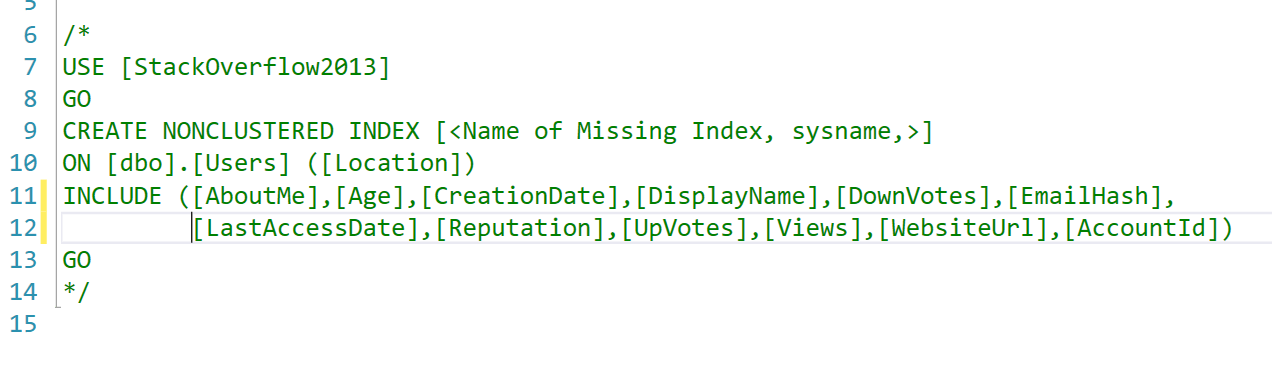 5
6 /*
7 USE [StackOverflow2013]
8 GO
9 CREATE NONCLUSTERED INDEX [<Name of Missing Index, sysname,>]
10 ON [dbo].[Users] ([Location])
11 INCLUDE ([AboutMe],[Age],[CreationDate],[DisplayName],[DownVotes],[EmailHash],
12 [LastAccessDate],[Reputation],[UpVotes],[Views],[WebsiteUrl],[AccountId])
13 GO
14 */
15